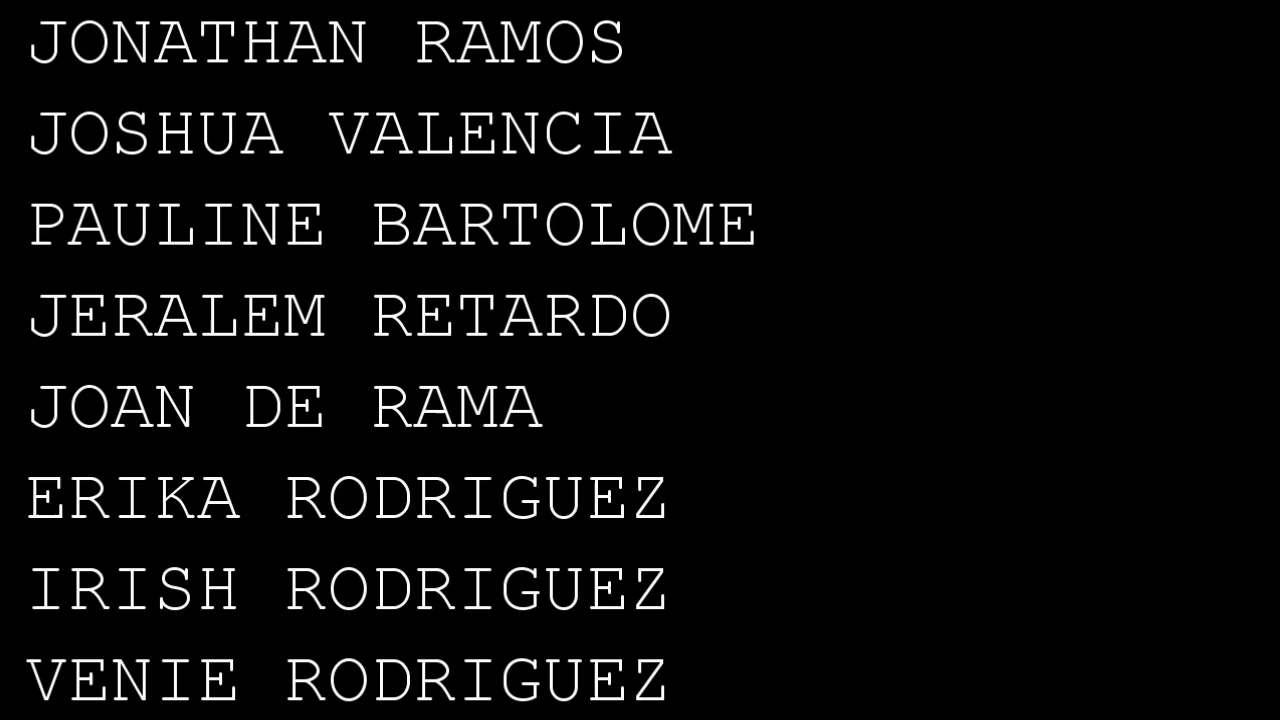 JONATHAN RAMOS
JOSHUA VALENCIA
PAULINE BARTOLOME
JERALEM RETARDO
JOAN DE RAMA
ERIKA RODRIGUEZ
IRISH RODRIGUEZ
VENIE RODRIGUEZ